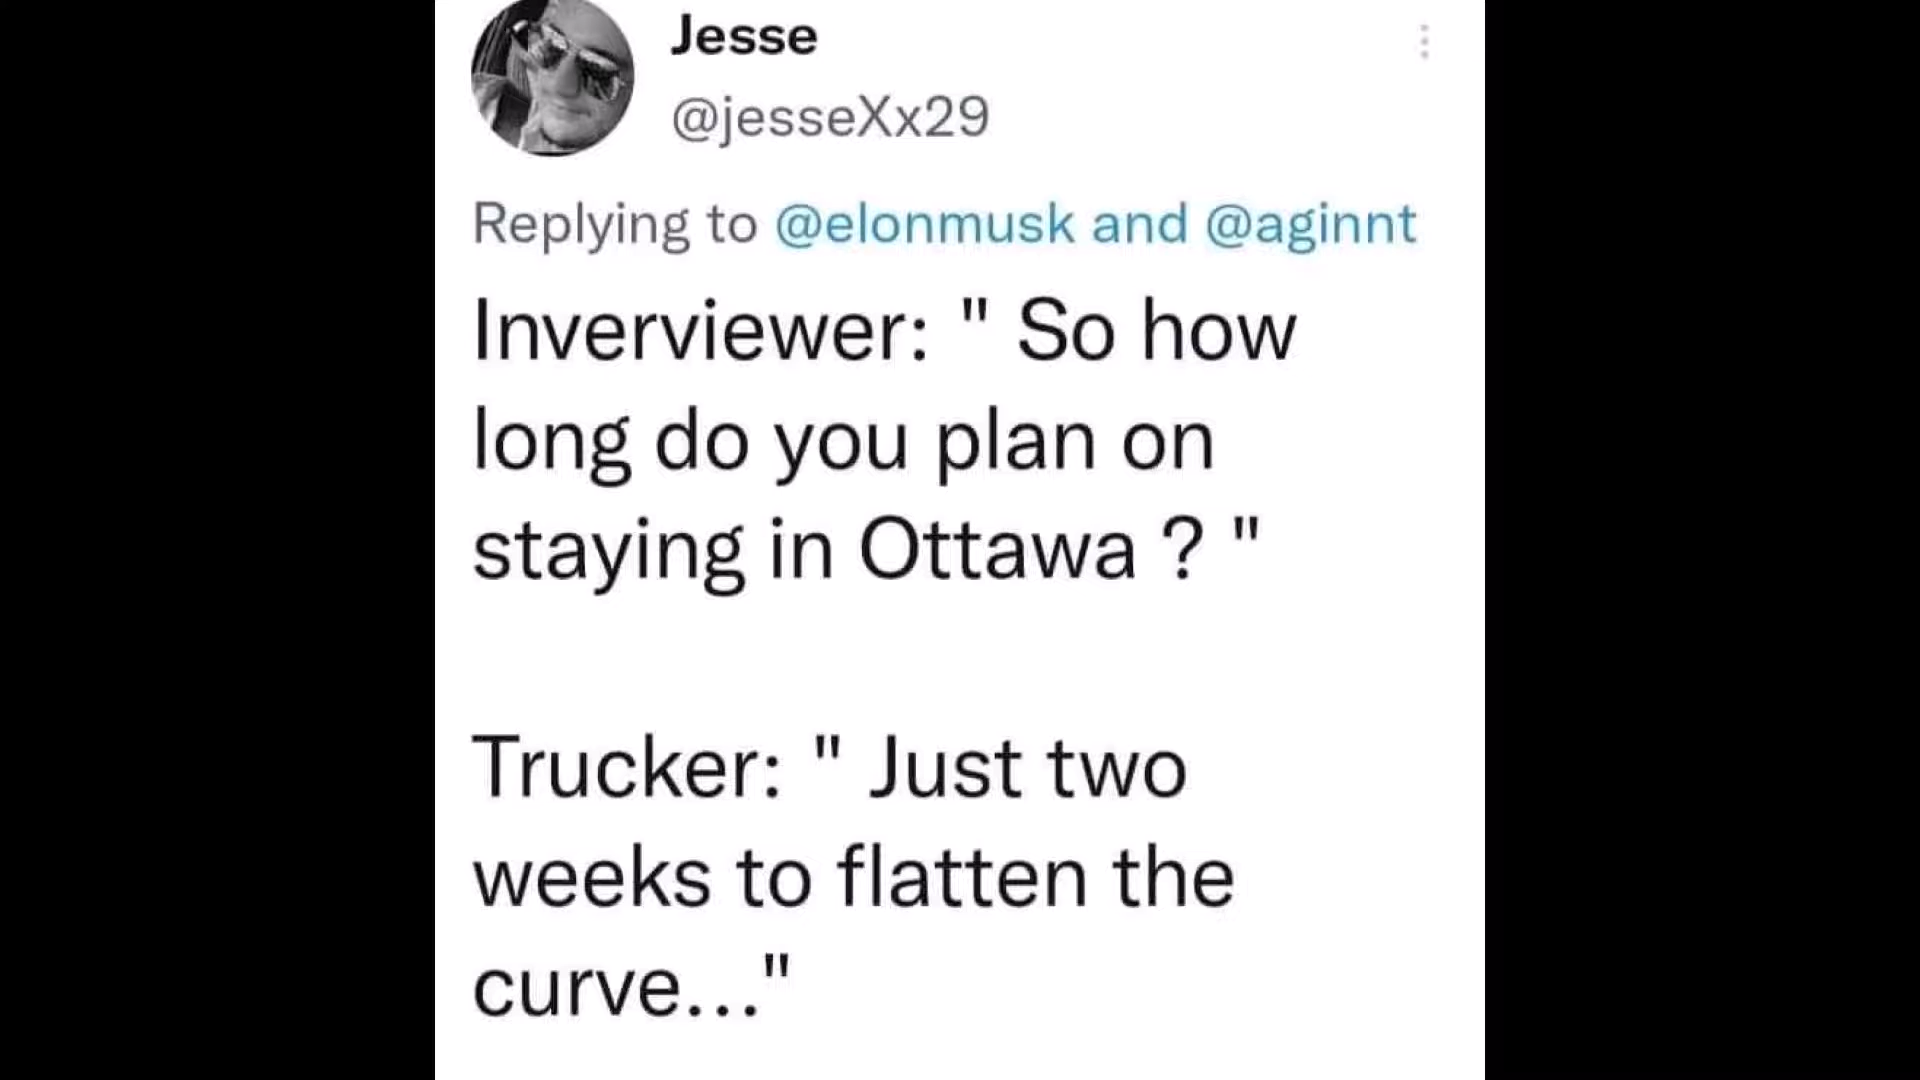 Jesse
@jesseXx29
Replying to @elonmusk and @aginnt
Inverviewer: " So how
long do you plan on
staying in Ottawa ? "
Trucker: " Just two
weeks to flatten the
curve..."